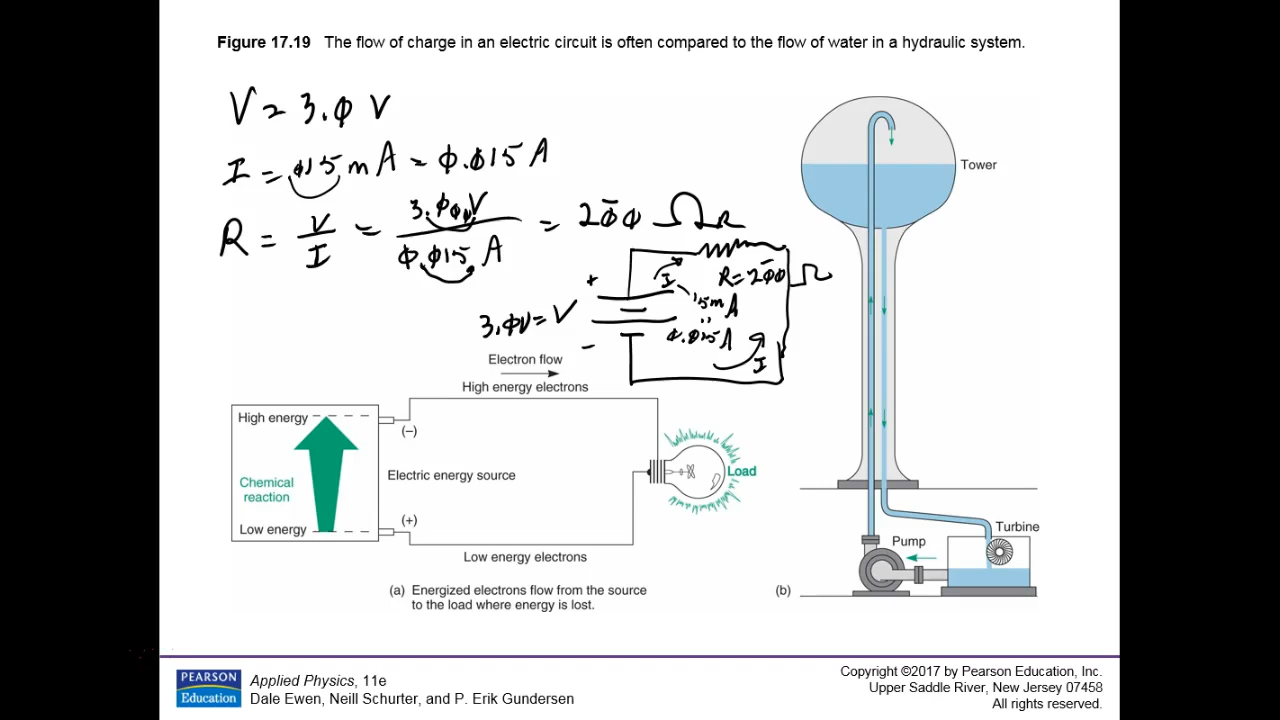 Figure 17.19 The flow of charge in an electric circuit is often compared to the flow of water in a hydraulic system.
V = 3.0 V
I = 015 mA = 0.015 A
R = V/I = 3.000 V / 0.015 A = 20̄0 Ω
R
+
I
R = 20̄0 Ω
15 mA
0.015 A
3.0V = V
-
I
Electron flow
High energy electrons
High energy
(–)
Chemical
reaction
Electric energy source
Load
Low energy
(+)
Low energy electrons
(a) Energized electrons flow from the source
to the load where energy is lost.
Tower
Turbine
Pump
(b)
PEARSON
Education
Applied Physics, 11e
Dale Ewen, Neill Schurter, and P. Erik Gundersen
Copyright ©2017 by Pearson Education, Inc.
Upper Saddle River, New Jersey 07458
All rights reserved.